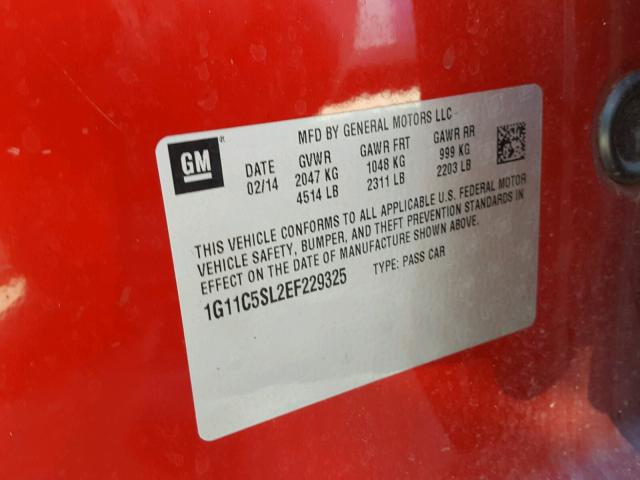 GM
MFD BY GENERAL MOTORS LLC
DATE GVWR GAWR FRT GAWR RR
02/14 2047 KG 1048 KG 999 KG
4514 LB 2311 LB 2203 LB
THIS VEHICLE CONFORMS TO ALL APPLICABLE U.S. FEDERAL MOTOR
VEHICLE SAFETY, BUMPER, AND THEFT PREVENTION STANDARDS IN
EFFECT ON THE DATE OF MANUFACTURE SHOWN ABOVE.
1G11C5SL2EF229325 TYPE: PASS CAR